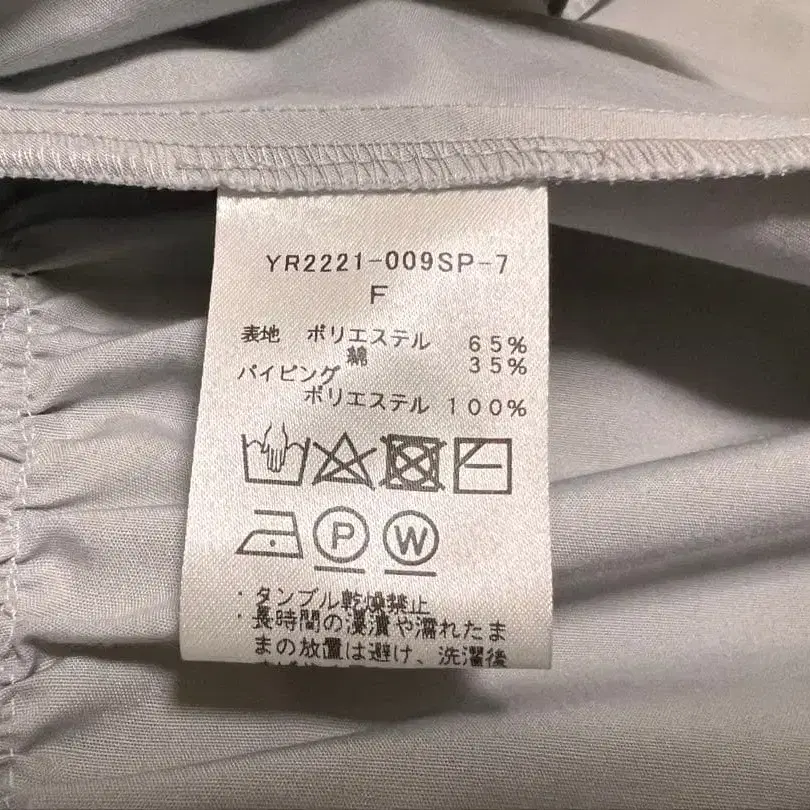 YR2221-009SP-7
F
表地 ポリエステル 65%
綿 35%
パイピング
ポリエステル 100%
P W
・タンブル乾燥禁止
・長時間の浸漬や濡れたま
まの放置は避け、洗濯後